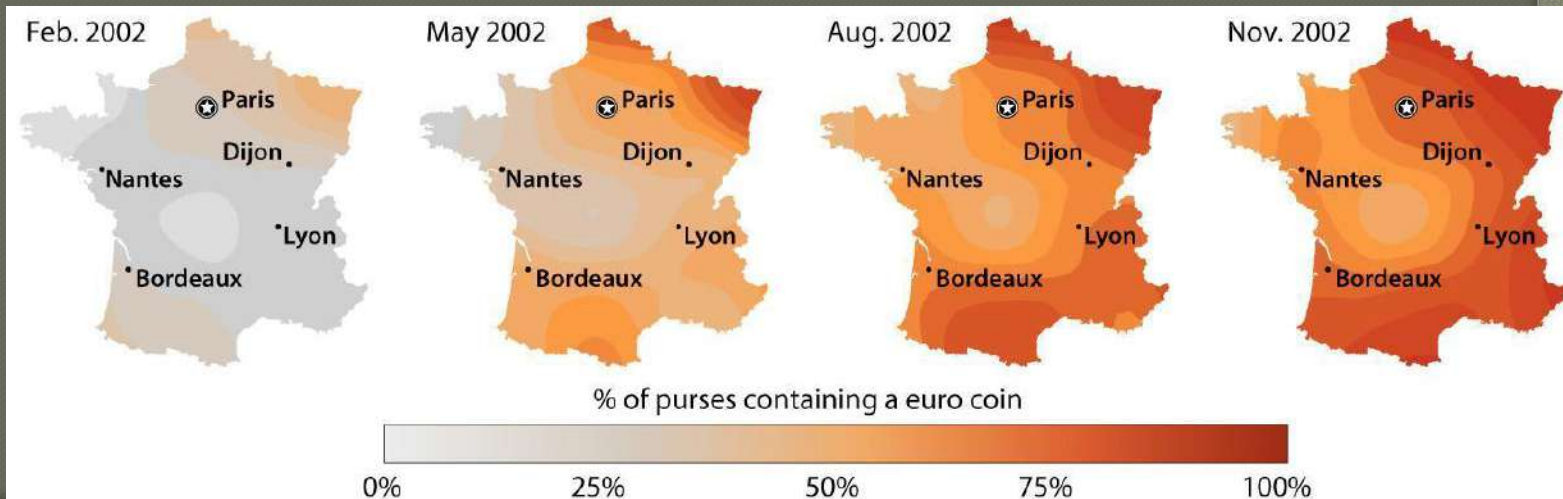 Feb. 2002
Paris
Dijon
Nantes
Lyon
Bordeaux
May 2002
Paris
Dijon
Nantes
Lyon
Bordeaux
Aug. 2002
Paris
Dijon
Nantes
Lyon
Bordeaux
Nov. 2002
Paris
Dijon
Nantes
Lyon
Bordeaux
% of purses containing a euro coin
0% 25% 50% 75% 100%